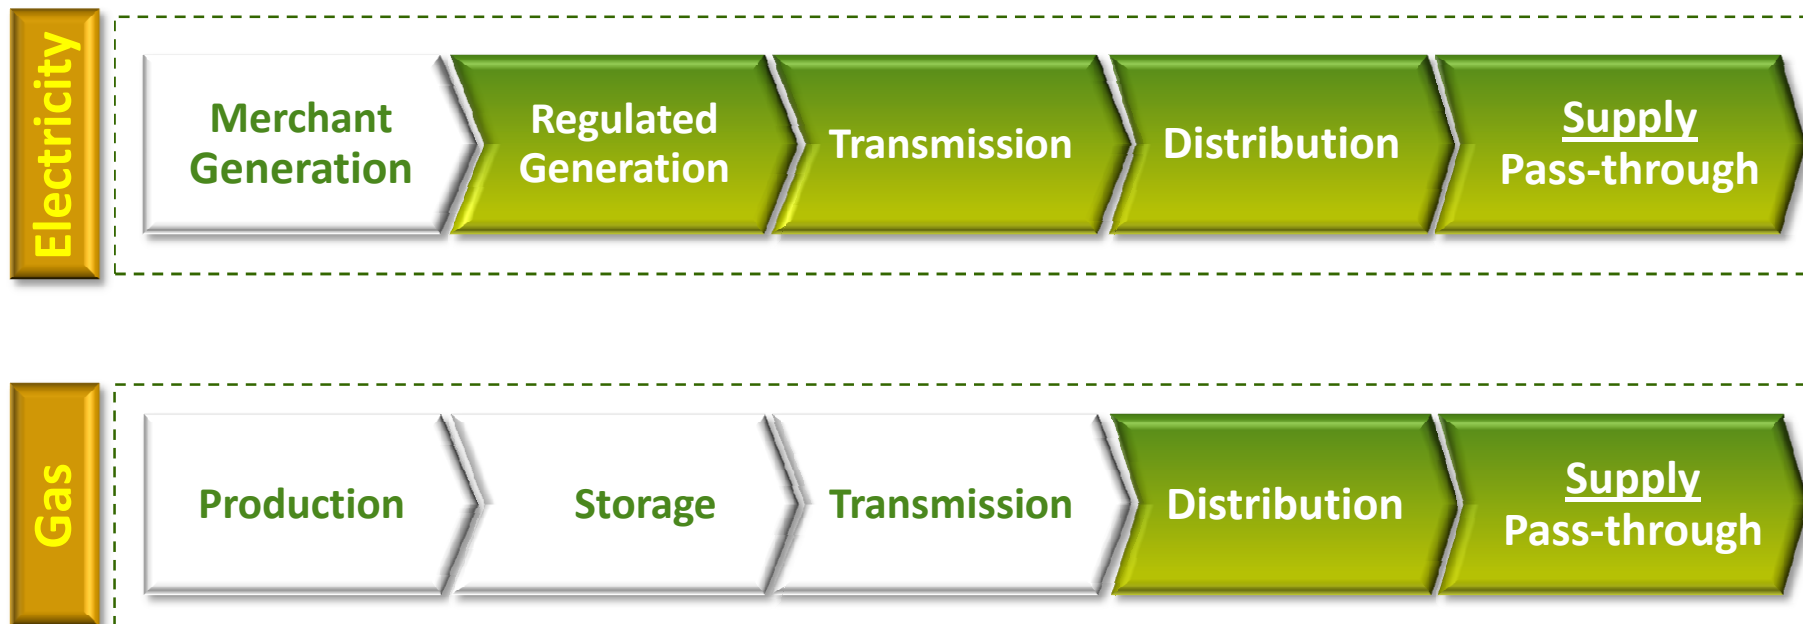 Electricity
Merchant
Generation
Regulated
Generation
Transmission
Distribution
Supply
Pass-through
Gas
Production
Storage
Transmission
Distribution
Supply
Pass-through